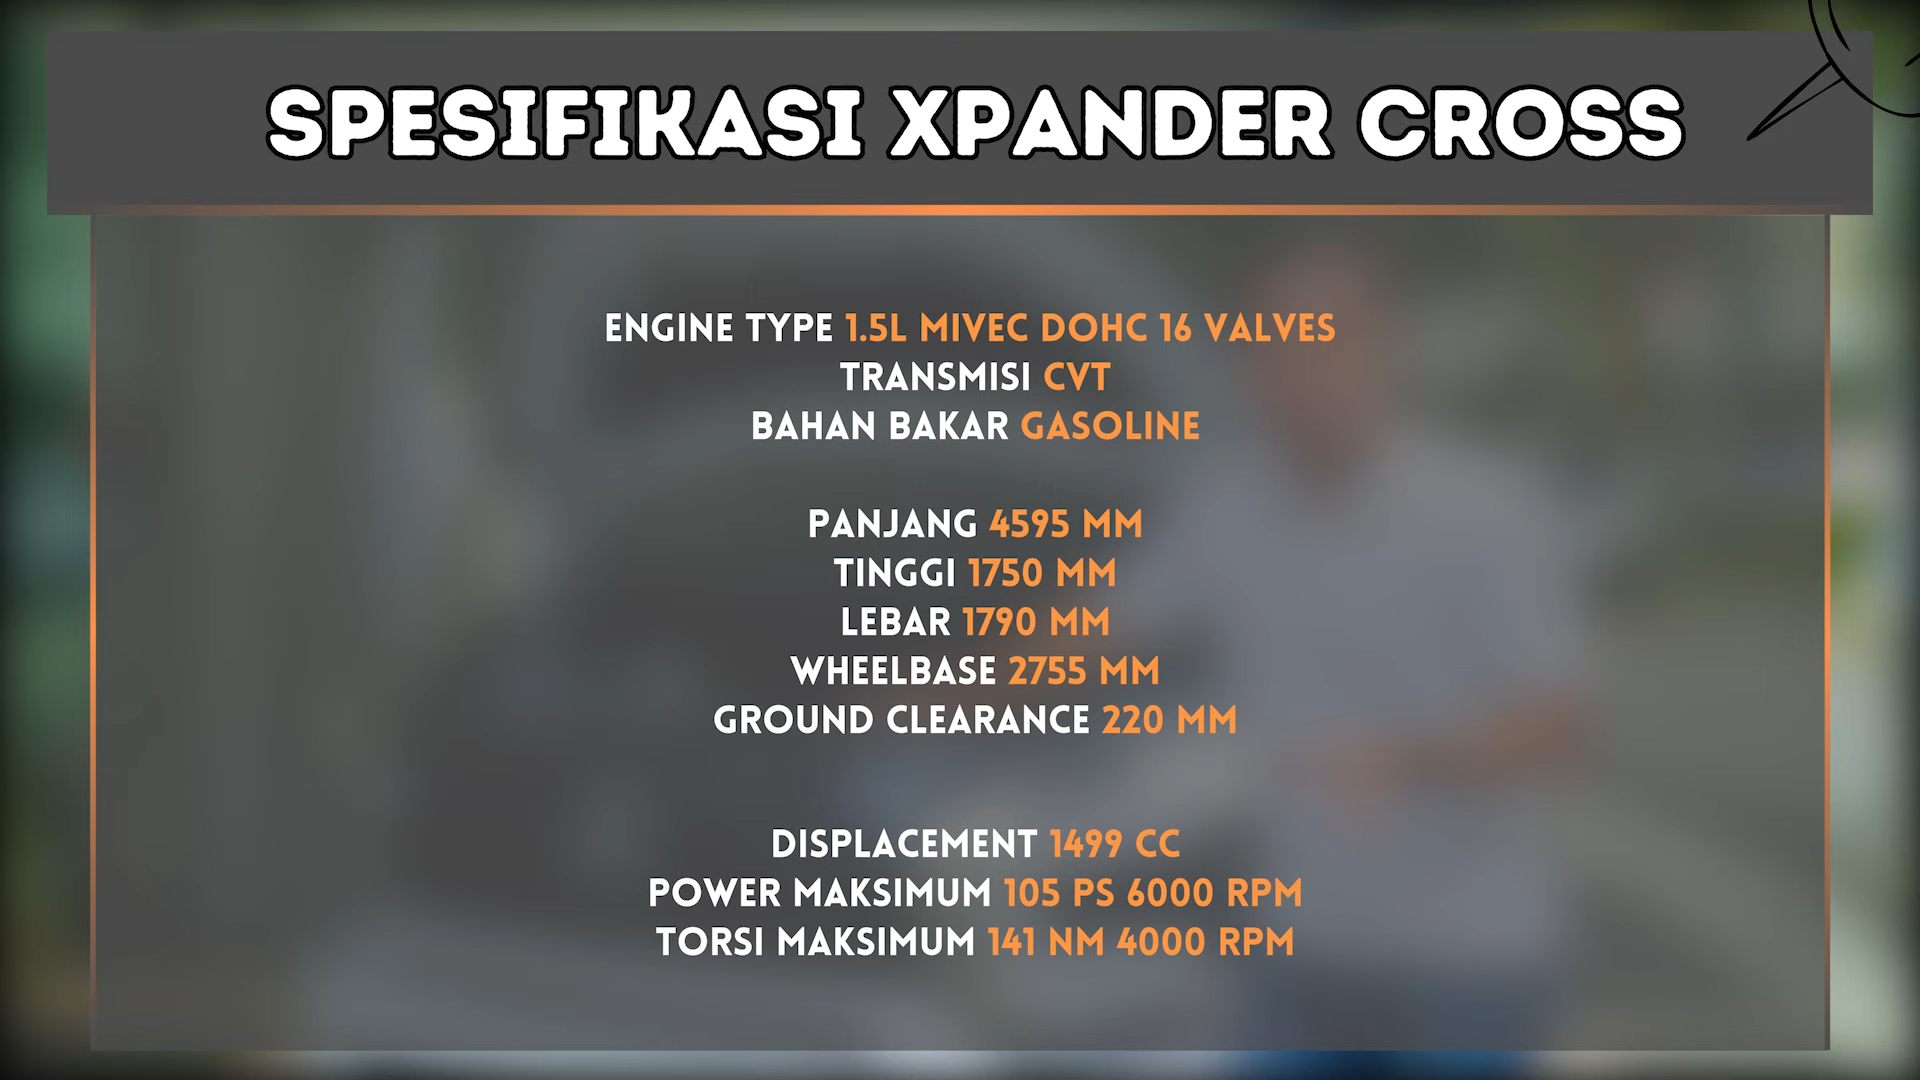 SPESIFIKASI XPANDER CROSS
ENGINE TYPE 1.5L MIVEC DOHC 16 VALVES
TRANSMISI CVT
BAHAN BAKAR GASOLINE
PANJANG 4595 MM
TINGGI 1750 MM
LEBAR 1790 MM
WHEELBASE 2755 MM
GROUND CLEARANCE 220 MM
DISPLACEMENT 1499 CC
POWER MAKSIMUM 105 PS 6000 RPM
TORSI MAKSIMUM 141 NM 4000 RPM